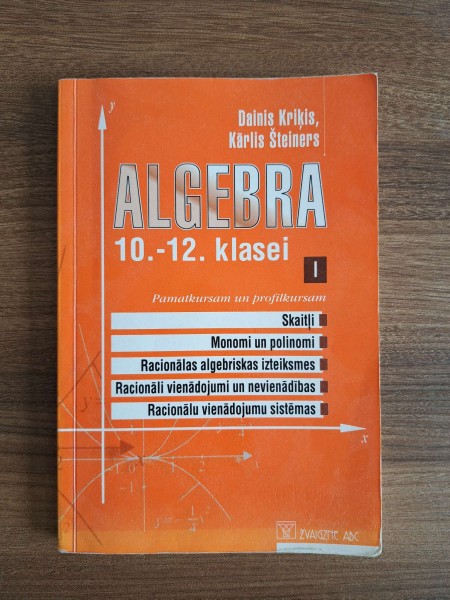 y
Dainis Kriķis,
Kārlis Šteiners
ALGEBRA
10.-12. klasei
I
Pamatkursam un profilkursam
Skaitļi
Monomi un polinomi
Racionālas algebriskas izteiksmes
Racionāli vienādojumi un nevienādības
Racionālu vienādojumu sistēmas
x
ZVAIGZNE ABC